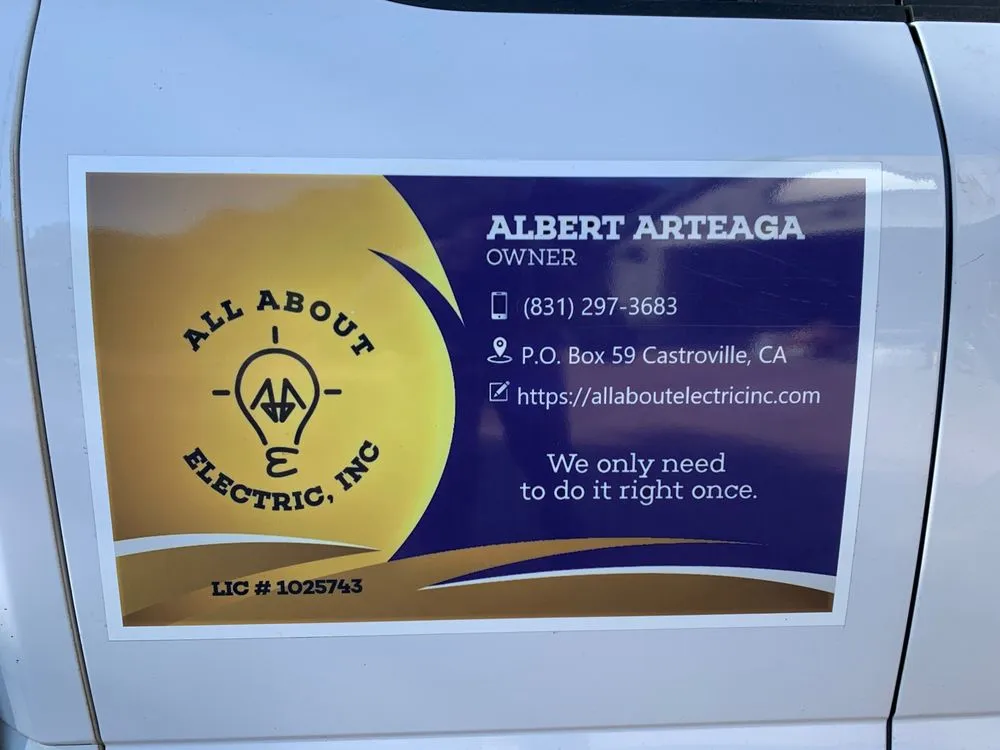 ALL ABOUT
ELECTRIC, INC
LIC # 1025743
ALBERT ARTEAGA
OWNER
(831) 297-3683
P.O. Box 59 Castroville, CA
https://allaboutelectricinc.com
We only need
to do it right once.